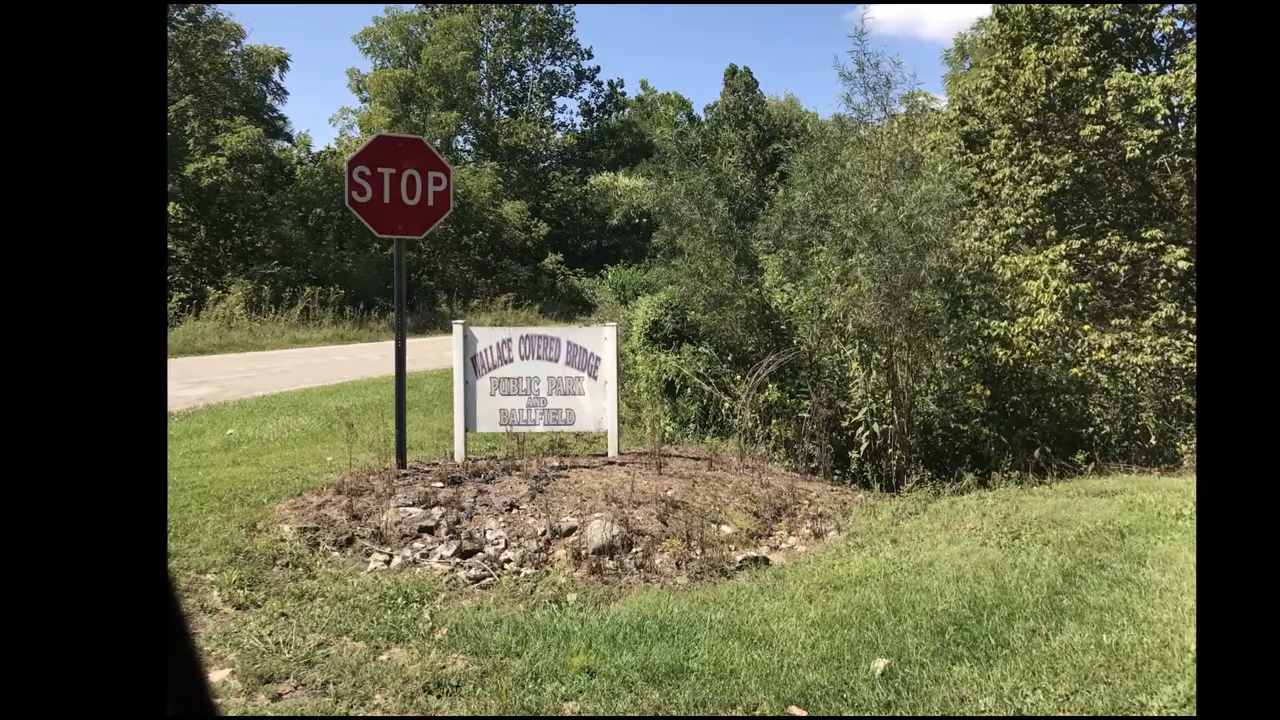 STOP
WALLACE COVERED BRIDGE
PUBLIC PARK
AND
BALLFIELD